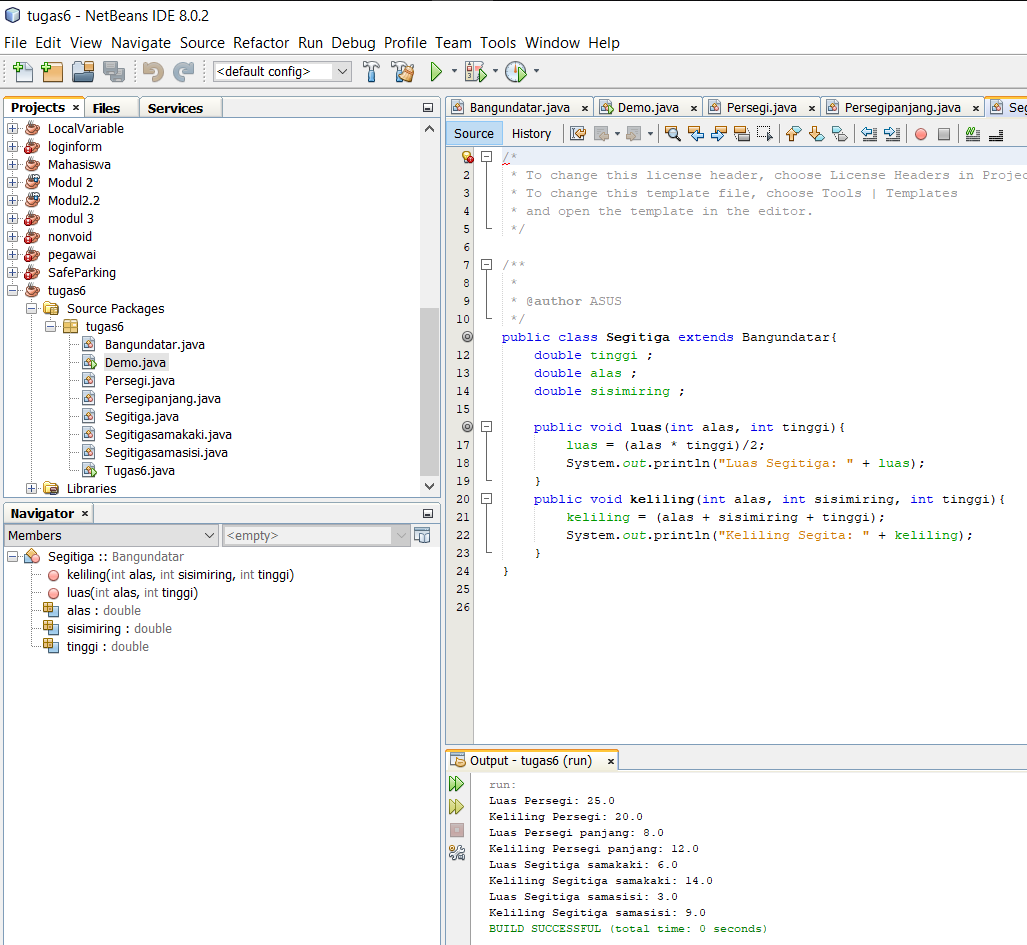 tugas6 - NetBeans IDE 8.0.2
File Edit View Navigate Source Refactor Run Debug Profile Team Tools Window Help
<default config>
Projects × Files Services
LocalVariable
loginform
Mahasiswa
Modul 2
Modul2.2
modul 3
nonvoid
pegawai
SafeParking
tugas6
Source Packages
tugas6
Bangundatar.java
Demo.java
Persegi.java
Persegipanjang.java
Segitiga.java
Segitigasamakaki.java
Segitigasamasisi.java
Tugas6.java
Libraries
Navigator ×
Members <empty>
Segitiga :: Bangundatar
keliling(int alas, int sisimiring, int tinggi)
luas(int alas, int tinggi)
alas : double
sisimiring : double
tinggi : double
Bangundatar.java × Demo.java × Persegi.java × Persegipanjang.java × Seg
Source History
/*
2 * To change this license header, choose License Headers in Projec
3 * To change this template file, choose Tools | Templates
4 * and open the template in the editor.
5 */
6
7 /**
8 *
9 * @author ASUS
10 */
public class Segitiga extends Bangundatar{
12 double tinggi ;
13 double alas ;
14 double sisimiring ;
15
public void luas(int alas, int tinggi){
17 luas = (alas * tinggi)/2;
18 System.out.println("Luas Segitiga: " + luas);
19 }
20 public void keliling(int alas, int sisimiring, int tinggi){
21 keliling = (alas + sisimiring + tinggi);
22 System.out.println("Keliling Segita: " + keliling);
23 }
24 }
25
26
Output - tugas6 (run) ×
run:
Luas Persegi: 25.0
Keliling Persegi: 20.0
Luas Persegi panjang: 8.0
Keliling Persegi panjang: 12.0
Luas Segitiga samakaki: 6.0
Keliling Segitiga samakaki: 14.0
Luas Segitiga samasisi: 3.0
Keliling Segitiga samasisi: 9.0
BUILD SUCCESSFUL (total time: 0 seconds)